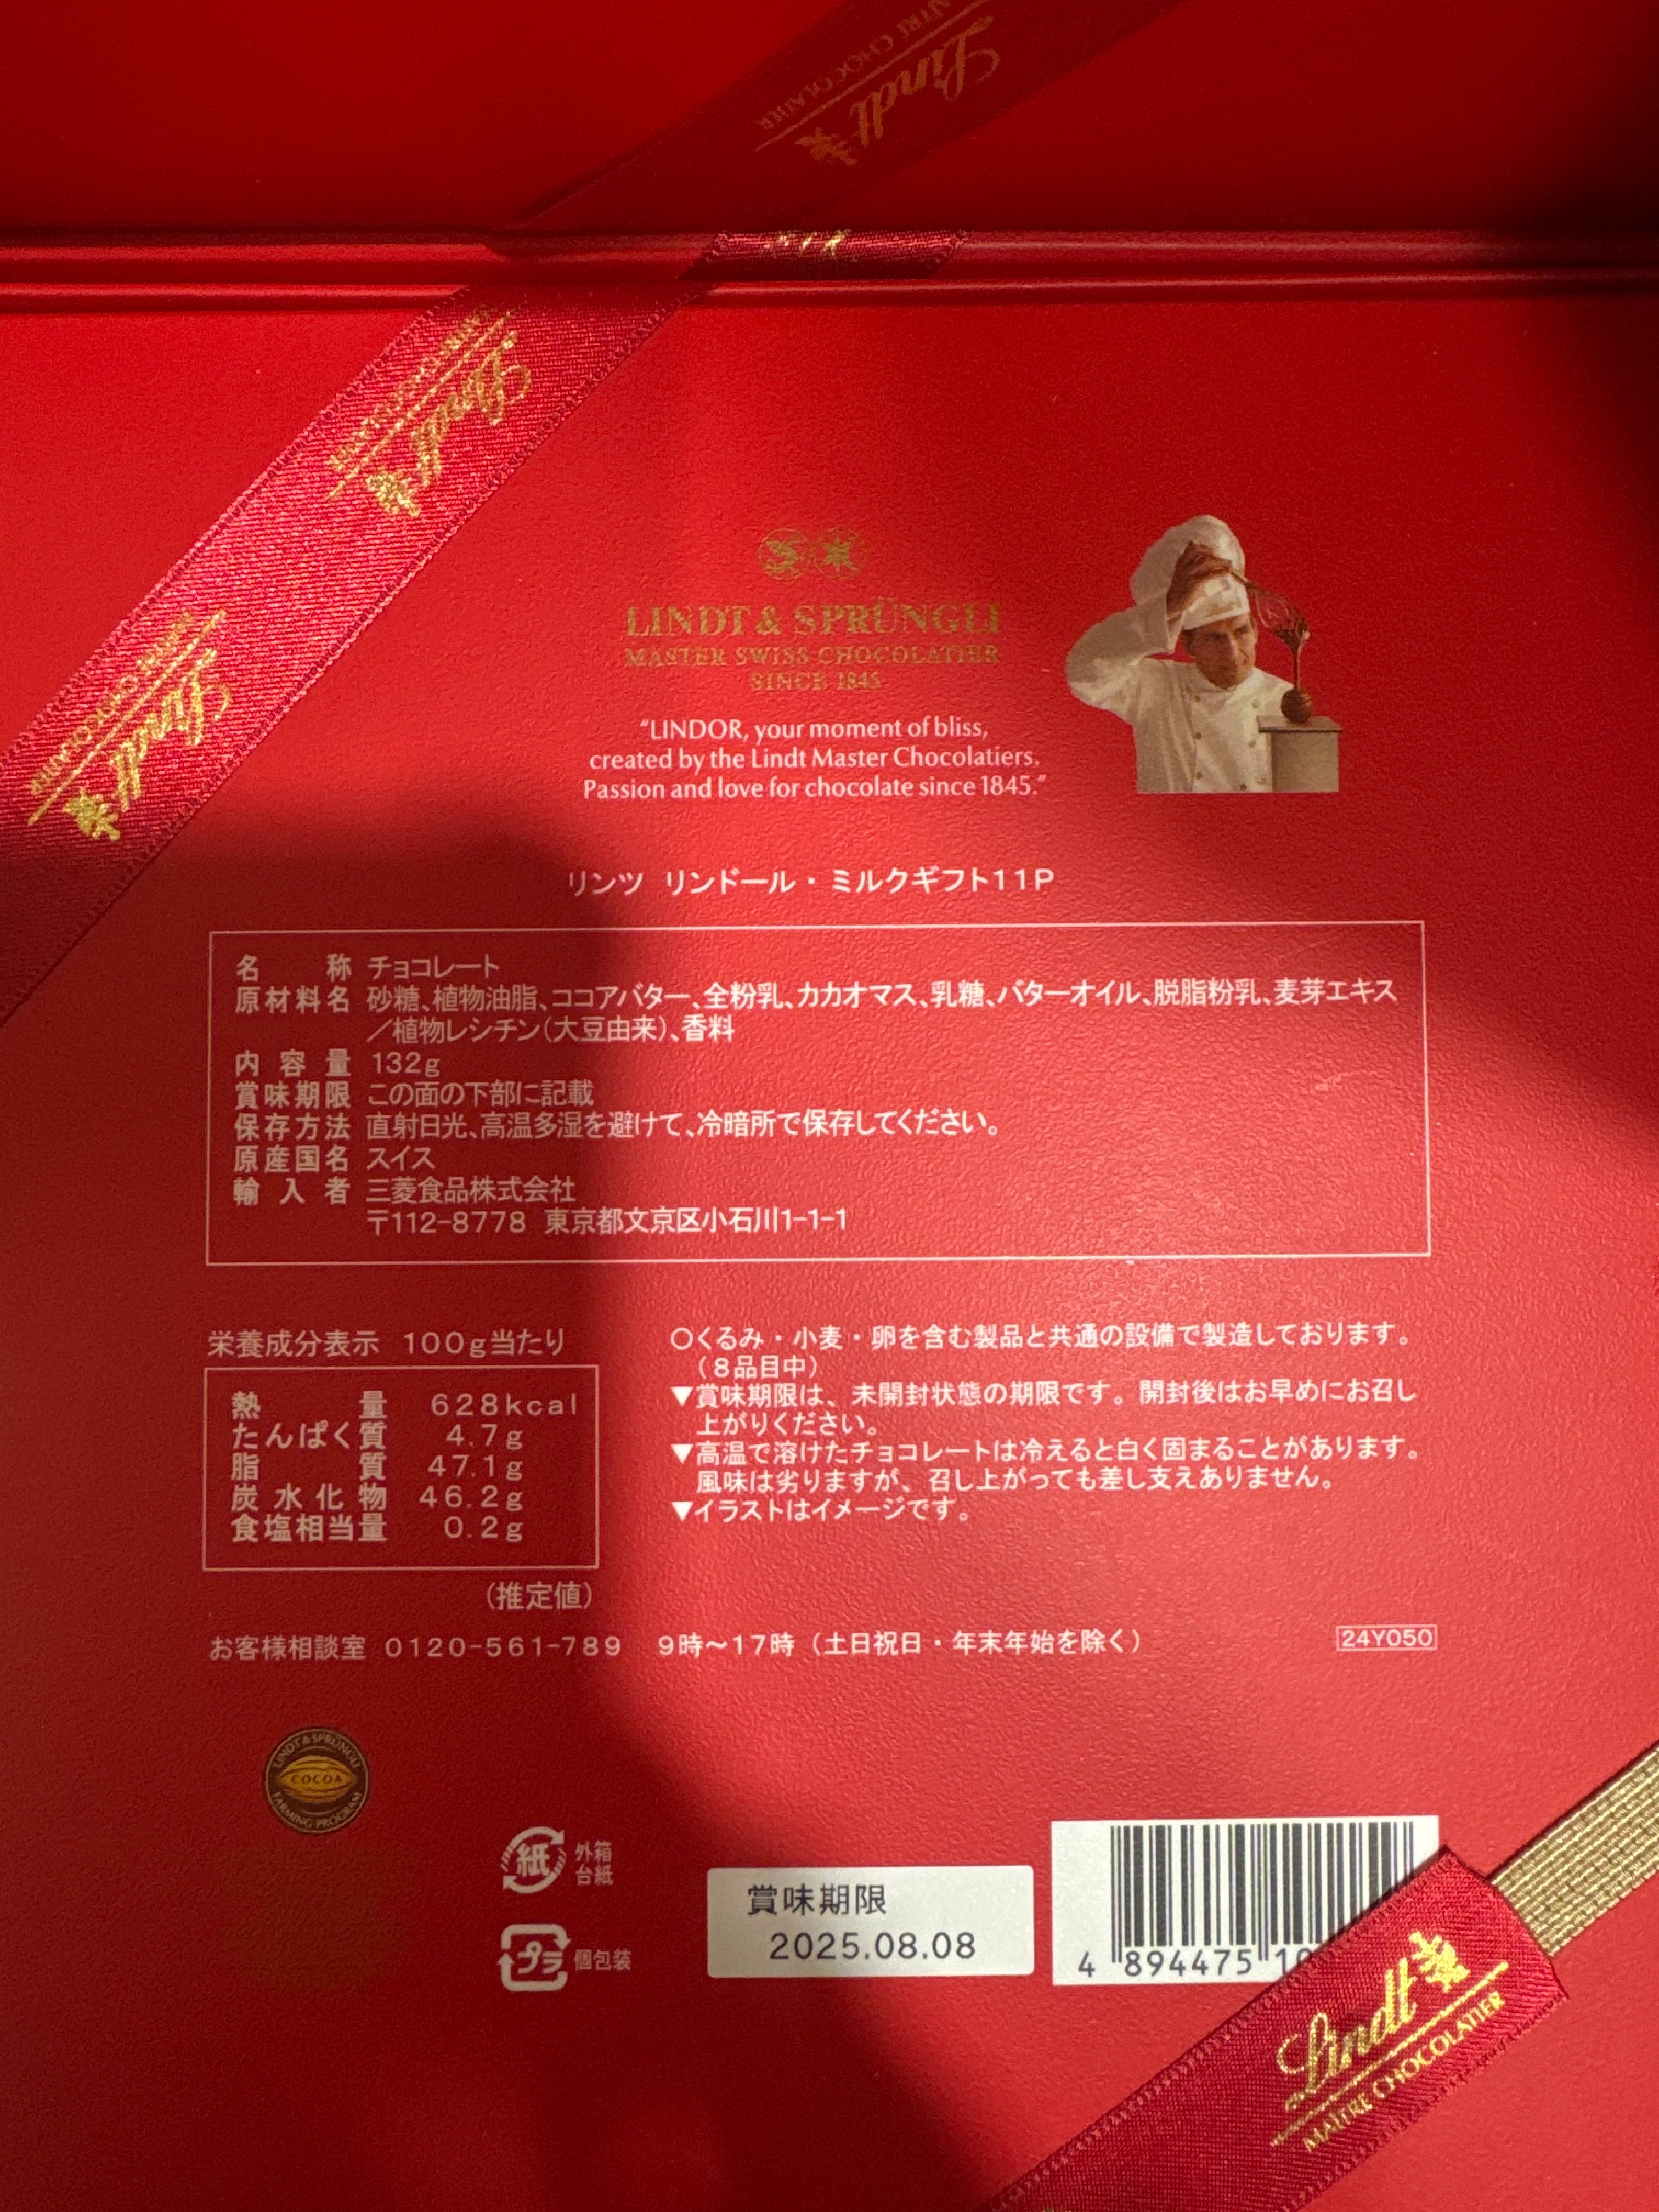 Lindt
MAÎTRE CHOCOLATIER
Lindt
MAÎTRE CHOCOLATIER
Lindt
MAÎTRE CHOCOLATIER
LINDT & SPRÜNGLI
MASTER SWISS CHOCOLATIER
SINCE 1845
“LINDOR, your moment of bliss,
created by the Lindt Master Chocolatiers.
Passion and love for chocolate since 1845.”
リンツ リンドール・ミルクギフト11P
名称 チョコレート
原材料名 砂糖、植物油脂、ココアバター、全粉乳、カカオマス、乳糖、バターオイル、脱脂粉乳、麦芽エキス
／植物レシチン(大豆由来)、香料
内容量 132g
賞味期限 この面の下部に記載
保存方法 直射日光、高温多湿を避けて、冷暗所で保存してください。
原産国名 スイス
輸入者 三菱食品株式会社
〒112-8778 東京都文京区小石川1-1-1
栄養成分表示 100g当たり
熱量 628kcal
たんぱく質 4.7g
脂質 47.1g
炭水化物 46.2g
食塩相当量 0.2g
(推定値)
○くるみ・小麦・卵を含む製品と共通の設備で製造しております。
(8品目中)
▼賞味期限は、未開封状態の期限です。開封後はお早めにお召し
上がりください。
▼高温で溶けたチョコレートは冷えると白く固まることがあります。
風味は劣りますが、召し上がっても差し支えありません。
▼イラストはイメージです。
お客様相談室 0120-561-789 9時～17時(土日祝日・年末年始を除く)
24Y050
LINDT & SPRÜNGLI
COCOA
FARMING PROGRAM
紙 外箱
台紙
プラ 個包装
賞味期限
2025.08.08
4 894475 10
Lindt
MAÎTRE CHOCOLATIER